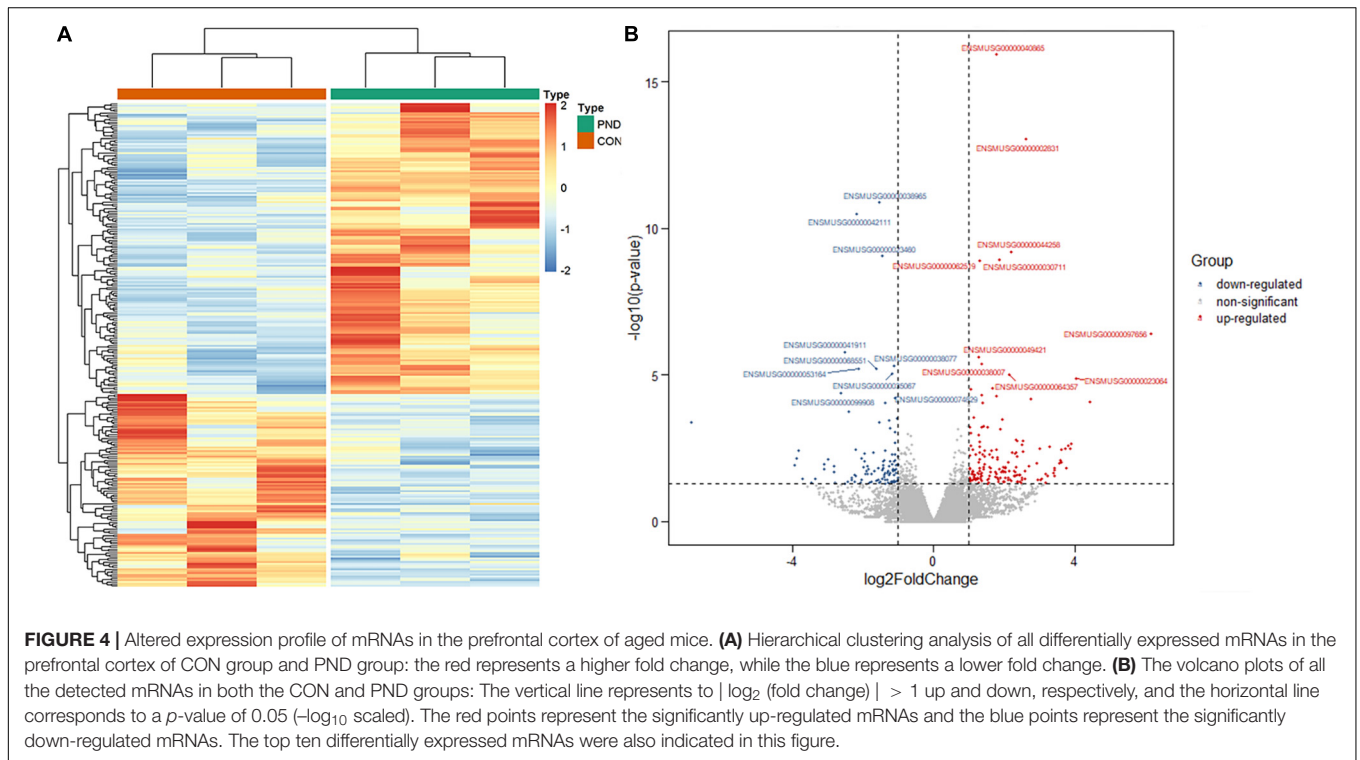 A
Type
2
1
0
-1
-2
Type
PND
CON
B
-log10(p-value)
15
10
5
0
-4
0
4
log2FoldChange
ENSMUSG00000040865
ENSMUSG00000002831
ENSMUSG00000038965
ENSMUSG00000042111
ENSMUSG00000044258
ENSMUSG00000030711
ENSMUSG00000097656
ENSMUSG00000041911
ENSMUSG00000049421
ENSMUSG00000068551
ENSMUSG00000038077
ENSMUSG00000053164
ENSMUSG00000038007
ENSMUSG00000023064
ENSMUSG00000064357
ENSMUSG00000099908
Group
down-regulated
non-significant
up-regulated
FIGURE 4 | Altered expression profile of mRNAs in the prefrontal cortex of aged mice. (A) Hierarchical clustering analysis of all differentially expressed mRNAs in the
prefrontal cortex of CON group and PND group: the red represents a higher fold change, while the blue represents a lower fold change. (B) The volcano plots of all
the detected mRNAs in both the CON and PND groups: The vertical line represents to | log₂ (fold change) | > 1 up and down, respectively, and the horizontal line
corresponds to a p-value of 0.05 (–log₁₀ scaled). The red points represent the significantly up-regulated mRNAs and the blue points represent the significantly
down-regulated mRNAs. The top ten differentially expressed mRNAs were also indicated in this figure.